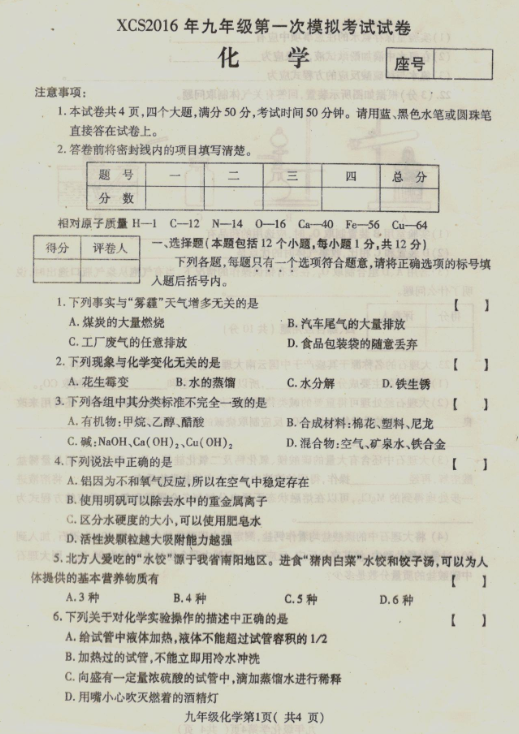 XCS2016 年九年级第一次模拟考试试卷
化 学
座号
注意事项：
1. 本试卷共4页,四个大题,满分50分,考试时间50分钟。请用蓝、黑色水笔或圆珠笔
直接答在试卷上。
2. 答卷前将密封线内的项目填写清楚。
题 号 一 二 三 四 总 分
分 数
相对原子质量 H—1 C—12 N—14 O—16 Ca—40 Fe—56 Cu—64
得分 评卷人
一、选择题(本题包括12个小题,每小题1分,共12分)
下列各题,每题只有一个选项符合题意,请将正确选项的标号填
入题后括号内。
1. 下列事实与“雾霾”天气增多无关的是 【 】
A. 煤炭的大量燃烧 B. 汽车尾气的大量排放
C. 工厂废气的任意排放 D. 食品包装袋的随意丢弃
2. 下列现象与化学变化无关的是 【 】
A. 花生霉变 B. 水的蒸馏 C. 水分解 D. 铁生锈
3. 下列各组中其分类标准不完全一致的是 【 】
A. 有机物:甲烷、乙醇、醋酸 B. 合成材料:棉花、塑料、尼龙
C. 碱:NaOH、Ca(OH)₂、Cu(OH)₂ D. 混合物:空气、矿泉水、铁合金
4. 下列说法中正确的是 【 】
A. 铝因为不和氧气反应,所以在空气中稳定存在
B. 使用明矾可以除去水中的重金属离子
C. 区分水硬度的大小,可以使用肥皂水
D. 活性炭颗粒越大吸附能力越强
5. 北方人爱吃的“水饺”源于我省南阳地区。进食“猪肉白菜”水饺和饺子汤,可以为人
体提供的基本营养物质有 【 】
A. 3种 B. 4种 C. 5种 D. 6种
6. 下列关于对化学实验操作的描述中正确的是 【 】
A. 给试管中液体加热,液体不能超过试管容积的1/2
B. 加热过的试管,不能立即用冷水冲洗
C. 向盛有一定量浓硫酸的试管中,滴加蒸馏水进行稀释
D. 用嘴小心吹灭燃着的酒精灯
九年级化学第1页( 共4 页)